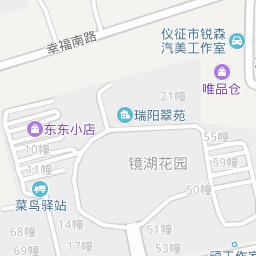 幸福南路
仪征市锐森
汽美工作室
唯品仓
21幢
瑞阳翠苑
东东小店
10幢
11幢
镜湖花园
55幢
59幢
50幢
菜鸟驿站
14幢
17幢
68幢
69幢
51幢
53幢
工作室